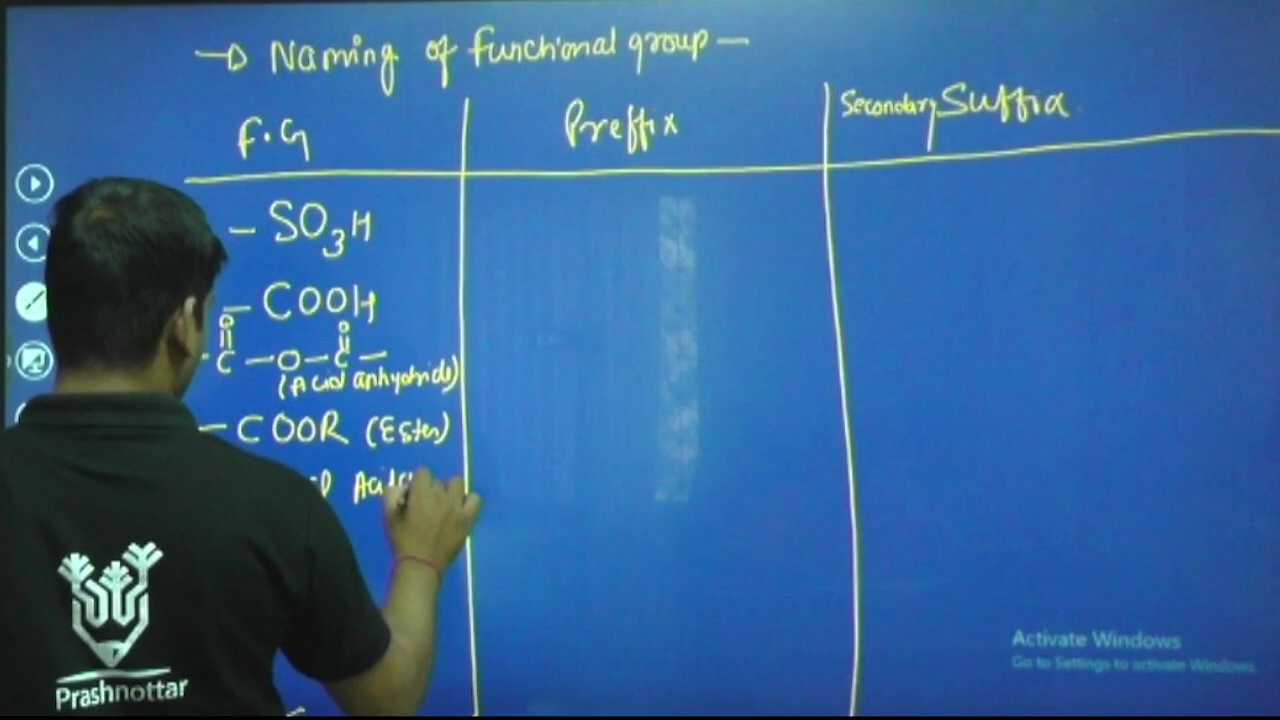 Naming of functional group
F.G
Preffix
Secondary Suffix
- SO3H
- COOH
O O
C - O - C -
(Acid anhydride)
- COOR (Ester)
Prashnottar
Activate Windows
Go to Settings to activate Windows.